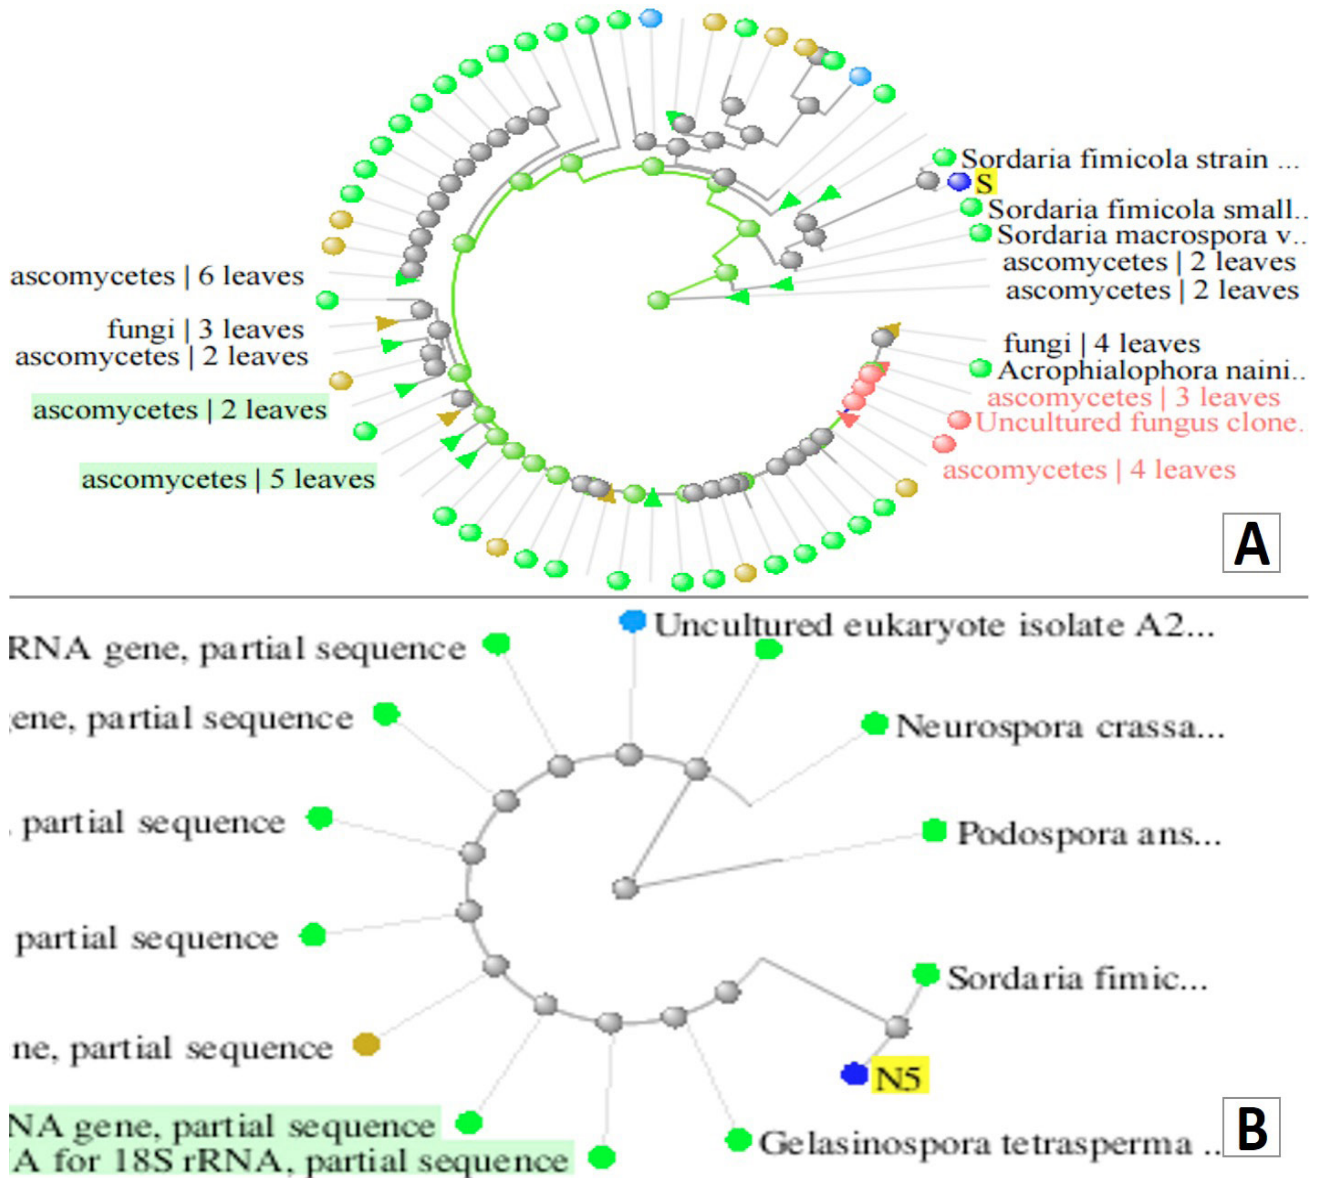 Sordaria fimicola strain ...
S
Sordaria fimicola small..
Sordaria macrospora v..
ascomycetes | 2 leaves
ascomycetes | 2 leaves
ascomycetes | 6 leaves
fungi | 3 leaves
ascomycetes | 2 leaves
ascomycetes | 2 leaves
ascomycetes | 5 leaves
fungi | 4 leaves
Acrophialophora naini..
ascomycetes | 3 leaves
Uncultured fungus clone.
ascomycetes | 4 leaves
A
Uncultured eukaryote isolate A2...
RNA gene, partial sequence
ene, partial sequence
Neurospora crassa...
, partial sequence
Podospora ans...
partial sequence
Sordaria fimic...
ne, partial sequence
N5
NA gene, partial sequence
A for 18S rRNA, partial sequence
Gelasinospora tetrasperma ..
B